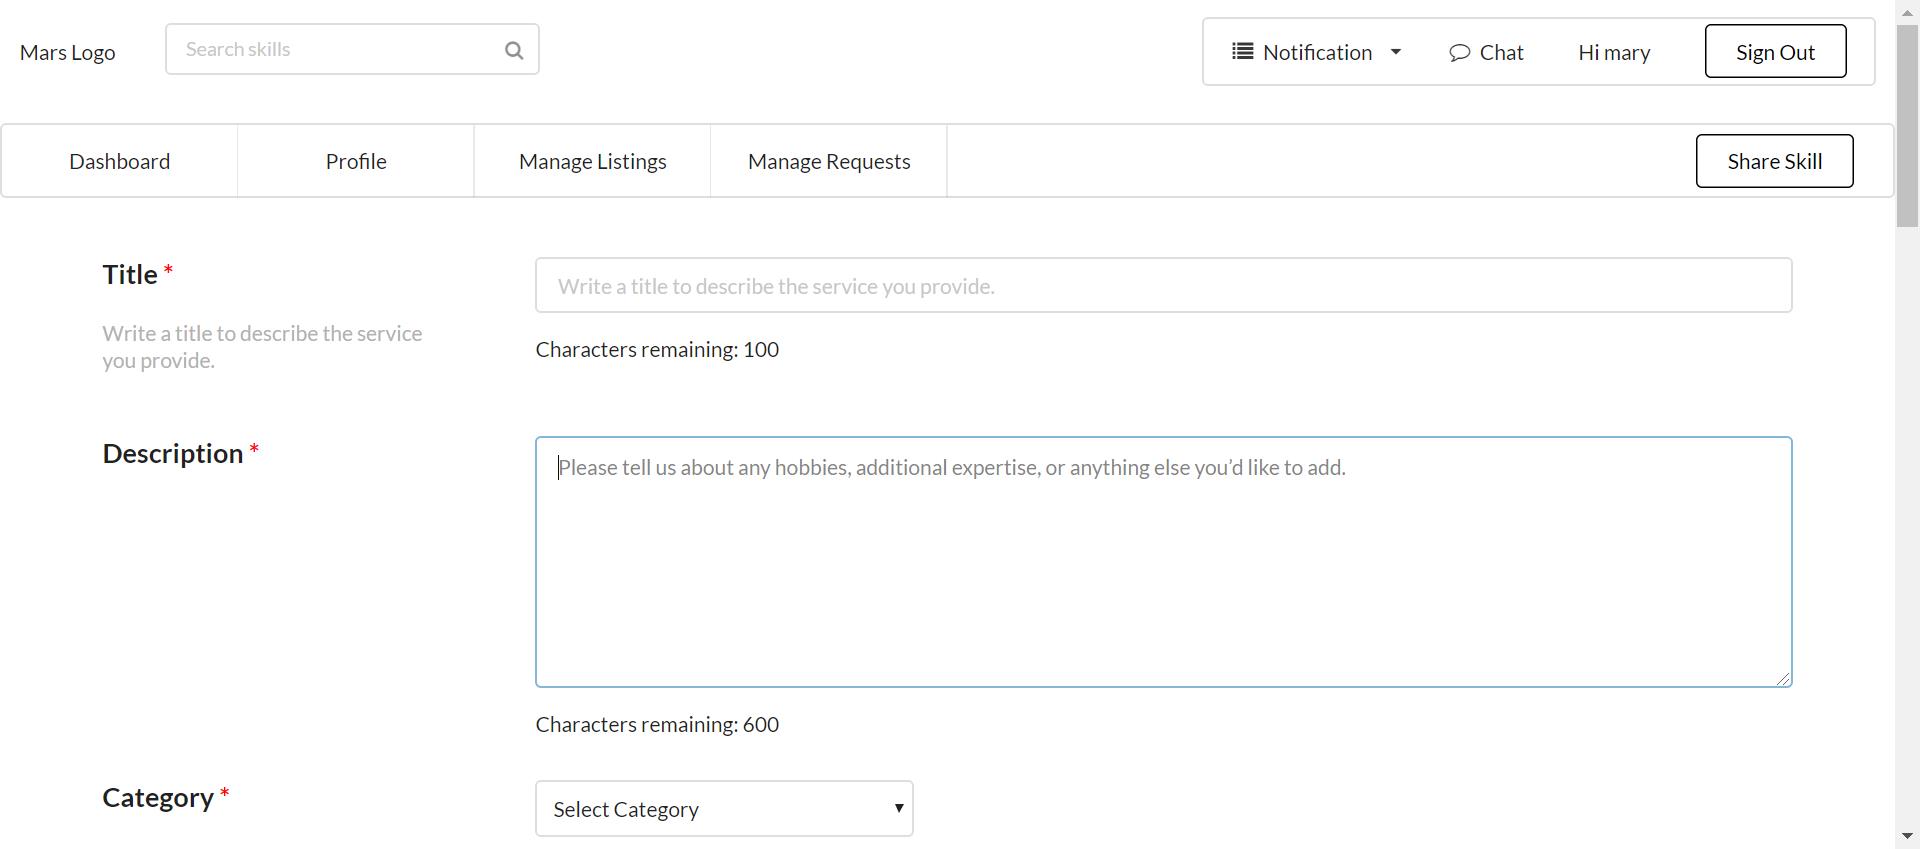 Mars Logo
Search skills
Notification
Chat
Hi mary
Sign Out
Dashboard
Profile
Manage Listings
Manage Requests
Share Skill
Title *
Write a title to describe the service
you provide.
Write a title to describe the service you provide.
Characters remaining: 100
Description *
Please tell us about any hobbies, additional expertise, or anything else you’d like to add.
Characters remaining: 600
Category *
Select Category